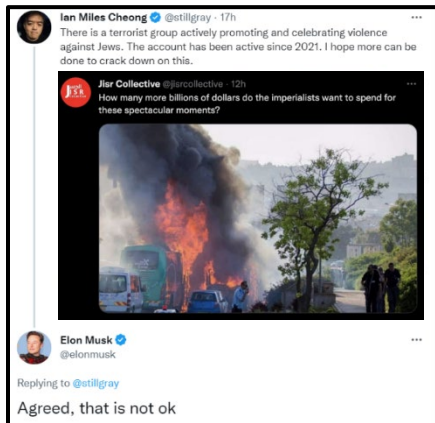 Ian Miles Cheong @stillgray · 17h
There is a terrorist group actively promoting and celebrating violence
against Jews. The account has been active since 2021. I hope more can be
done to crack down on this.
JISR
Jisr Collective @jisrcollective · 12h
How many more billions of dollars do the imperialists want to spend for
these spectacular moments?
Elon Musk
@elonmusk
Replying to @stillgray
Agreed, that is not ok